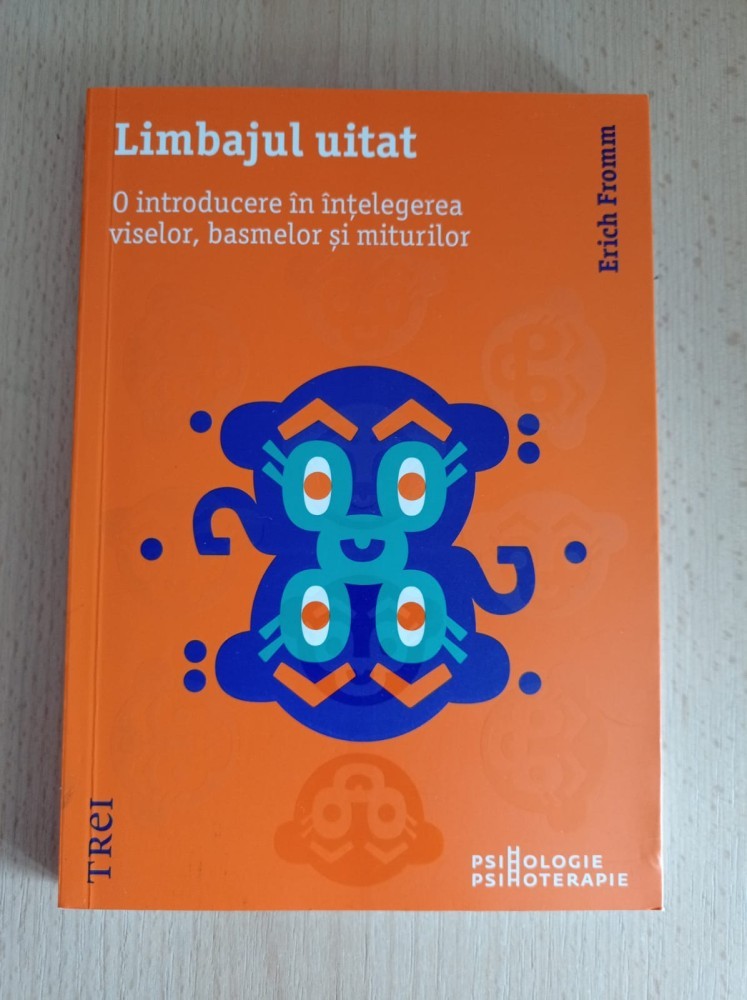 Limbajul uitat
O introducere în înțelegerea
viselor, basmelor și miturilor
Erich Fromm
TREI
PSIHOLOGIE
PSIHOTERAPIE